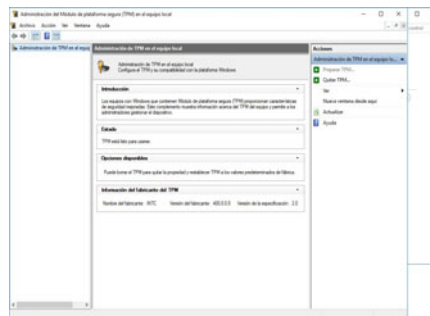 Administración del Módulo de plataforma segura (TPM) en el equipo local
Archivo Acción Ver Ventana Ayuda
Administración de TPM en el equip
Administración de TPM en el equipo local
Administración de TPM en el equipo local
Configura el TPM y su compatibilidad con la plataforma Windows
Introducción
Los equipos con Windows que contienen Módulo de plataforma segura (TPM) proporcionan características
de seguridad mejoradas. Este complemento muestra información acerca del TPM del equipo y permite a los
administradores gestionar el dispositivo.
Estado
TPM está listo para usarse.
Opciones disponibles
Puede borrar el TPM para quitar la propiedad y restablecer TPM a los valores predeterminados de fábrica.
Información del fabricante del TPM
Nombre del fabricante: INTC Versión del fabricante: 403.0.0.0 Versión de la especificación: 2.0
Acciones
Administración de TPM en el equipo lo...
Preparar TPM...
Quitar TPM...
Ver
Nueva ventana desde aquí
Actualizar
Ayuda